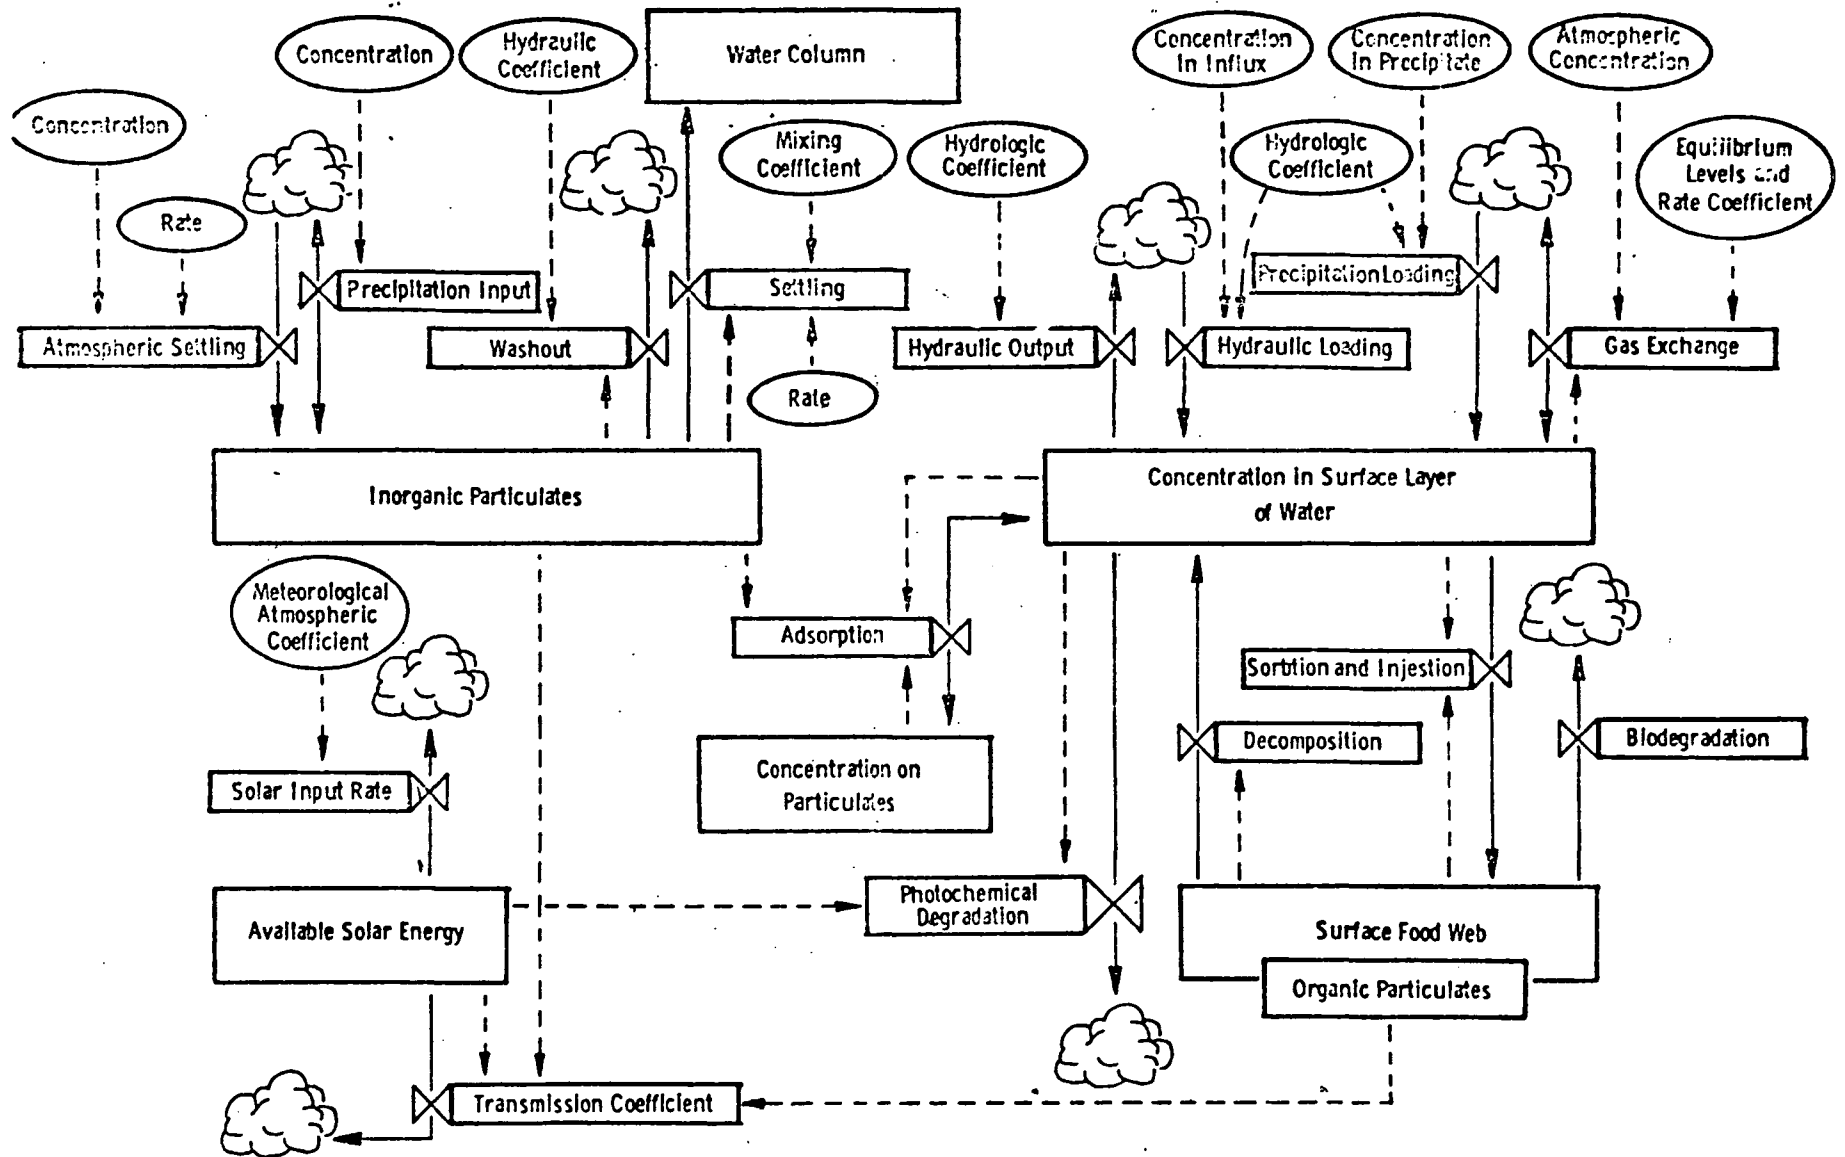 Concentration
Hydraulic
Coefficient
Water Column
Concentration
In Influx
Concentration
in Precipitate
Atmospheric
Concentration
Concentration
Rate
Mixing
Coefficient
Hydrologic
Coefficient
Hydrologic
Coefficient
Equilibrium
Levels and
Rate Coefficient
Precipitation Input
Settling
Precipitation Loading
Atmospheric Settling
Washout
Hydraulic Output
Hydraulic Loading
Gas Exchange
Rate
Inorganic Particulates
Concentration in Surface Layer
of Water
Meteorological
Atmospheric
Coefficient
Adsorption
Sorbtion and Injestion
Decomposition
Biodegradation
Solar Input Rate
Concentration on
Particulates
Available Solar Energy
Photochemical
Degradation
Surface Food Web
Organic Particulates
Transmission Coefficient